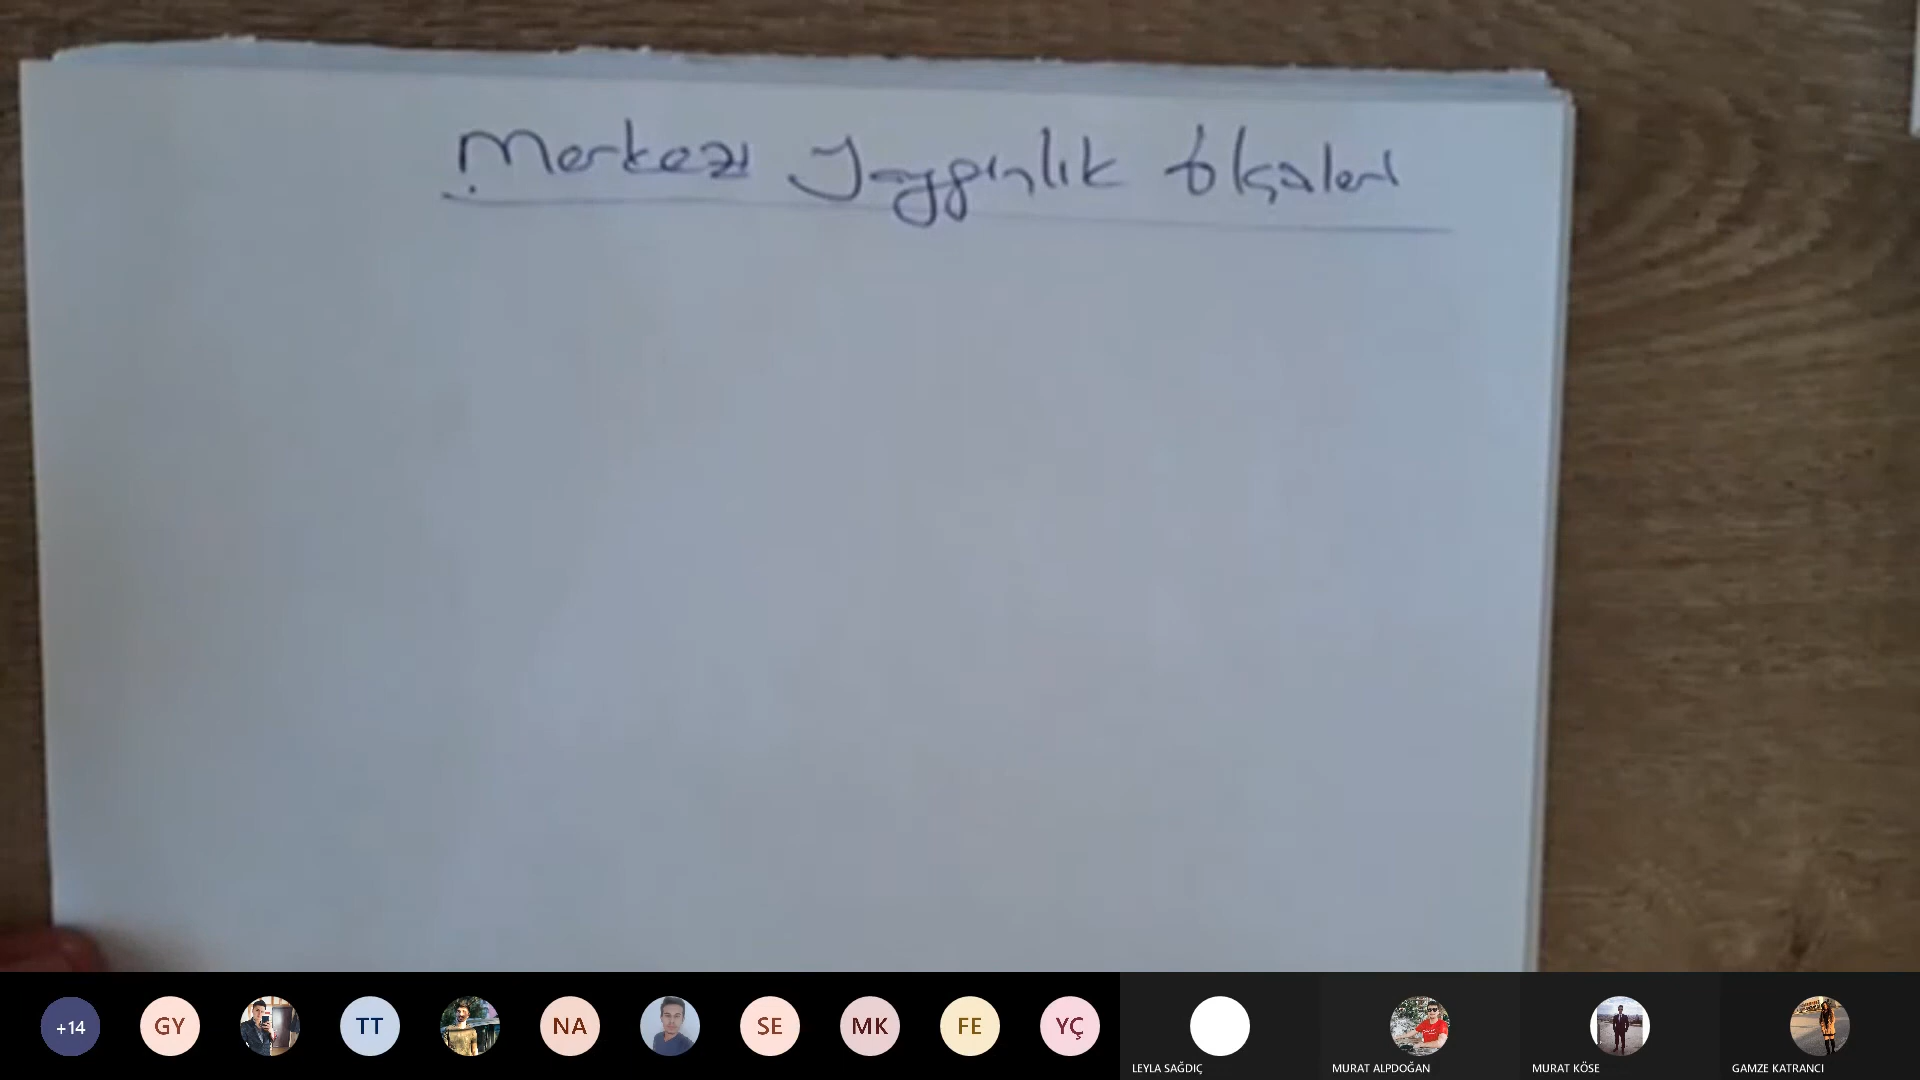 Merkezi Yaygınlık ölçüleri
+14
GY
TT
NA
SE
MK
FE
YÇ
LEYLA SAĞDIÇ
MURAT ALPDOĞAN
MURAT KÖSE
GAMZE KATRANCI